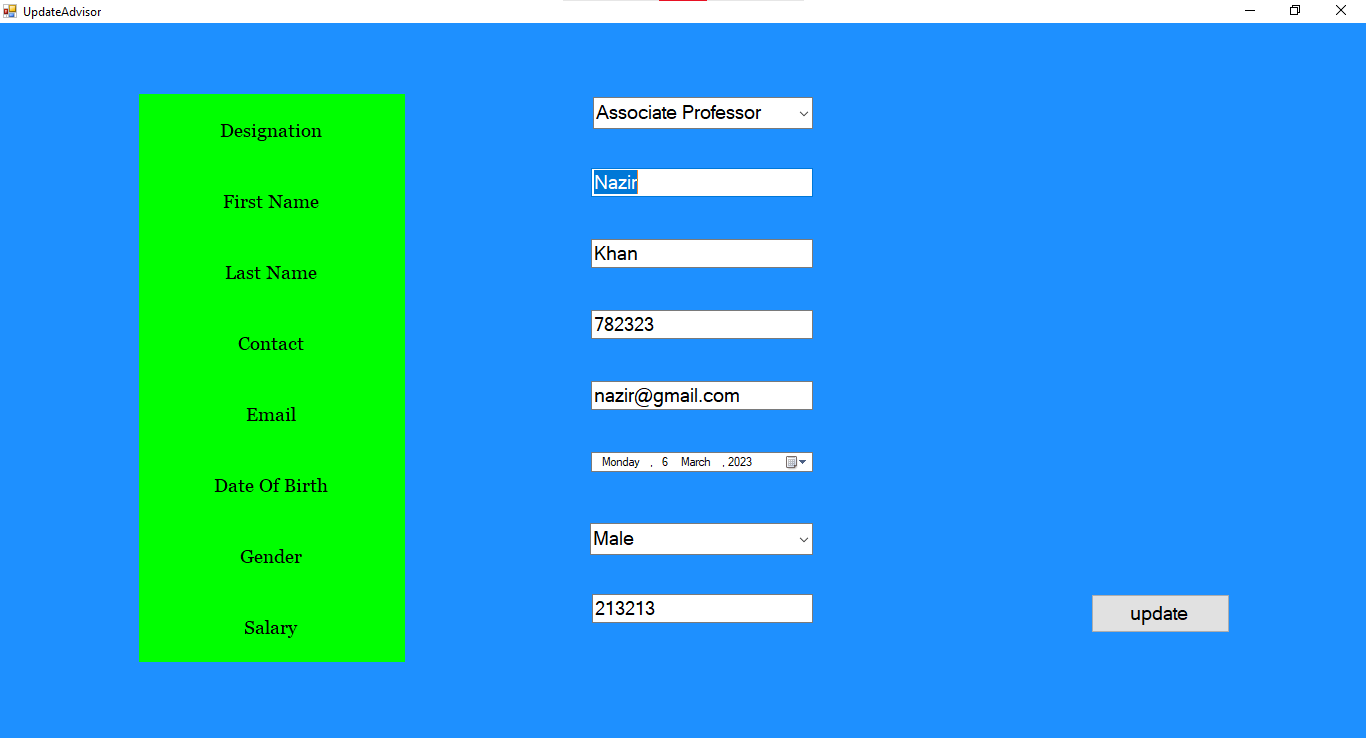 UpdateAdvisor
Designation Associate Professor
First Name Nazir
Last Name Khan
Contact 782323
Email nazir@gmail.com
Date Of Birth Monday , 6 March , 2023
Gender Male
Salary 213213
update